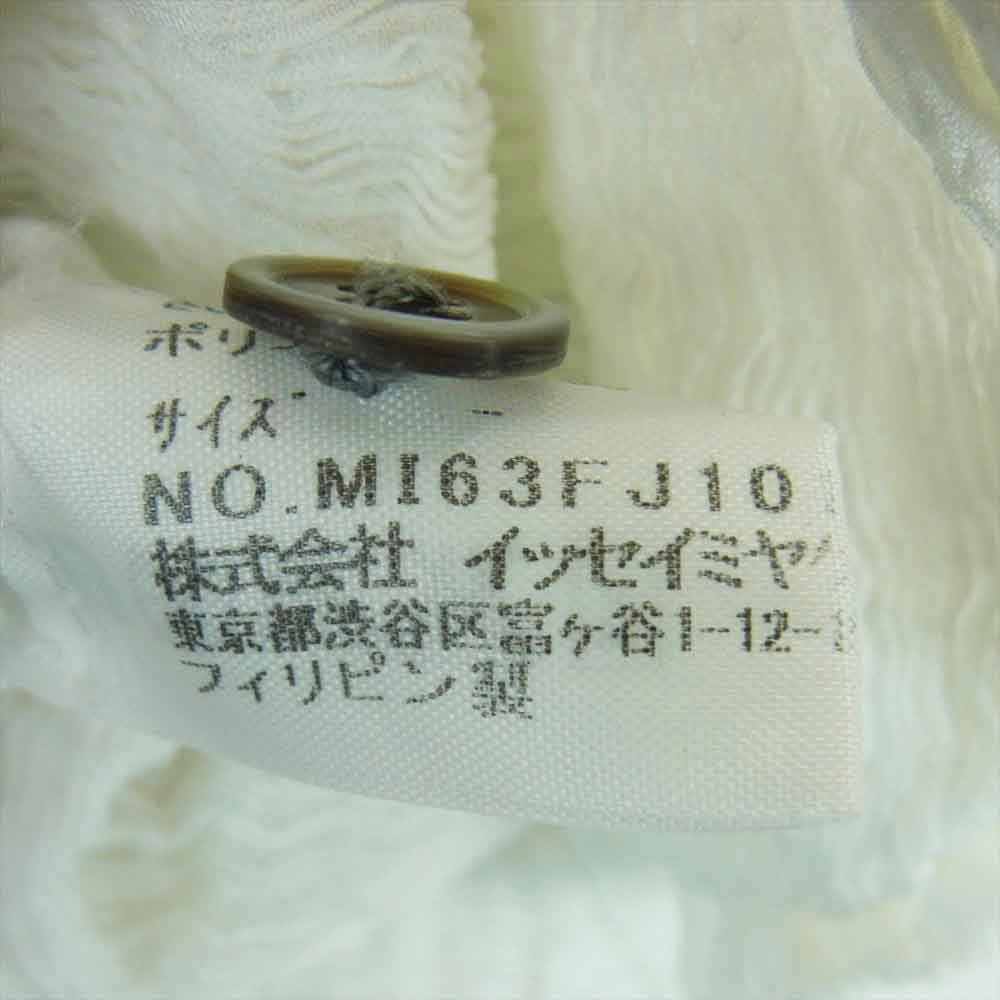 ポリ
サイズ -
NO.MI63FJ10
株式会社 イッセイミヤ
東京都渋谷区富ヶ谷1-12-
フィリピン製